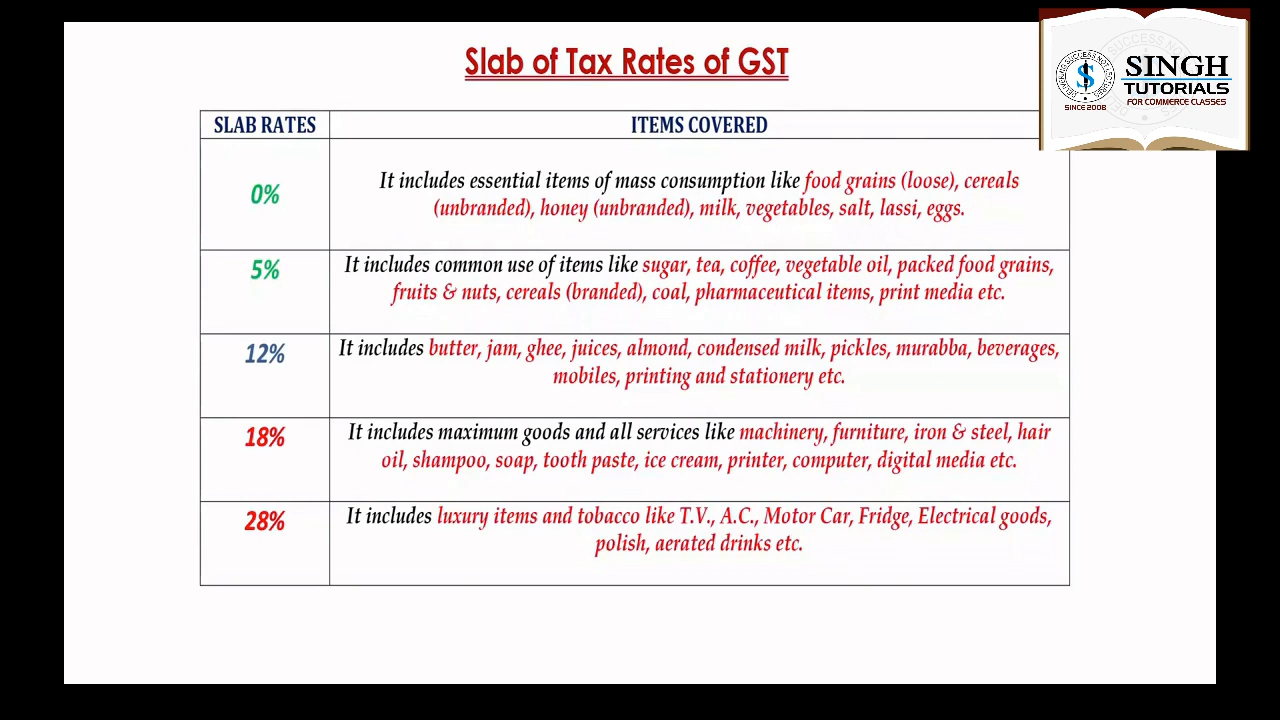 Slab of Tax Rates of GST
SINGH
TUTORIALS
FOR COMMERCE CLASSES
SINCE 2008
SLAB RATES
ITEMS COVERED
0%
It includes essential items of mass consumption like food grains (loose), cereals
(unbranded), honey (unbranded), milk, vegetables, salt, lassi, eggs.
5%
It includes common use of items like sugar, tea, coffee, vegetable oil, packed food grains,
fruits & nuts, cereals (branded), coal, pharmaceutical items, print media etc.
12%
It includes butter, jam, ghee, juices, almond, condensed milk, pickles, murabba, beverages,
mobiles, printing and stationery etc.
18%
It includes maximum goods and all services like machinery, furniture, iron & steel, hair
oil, shampoo, soap, tooth paste, ice cream, printer, computer, digital media etc.
28%
It includes luxury items and tobacco like T.V., A.C., Motor Car, Fridge, Electrical goods,
polish, aerated drinks etc.